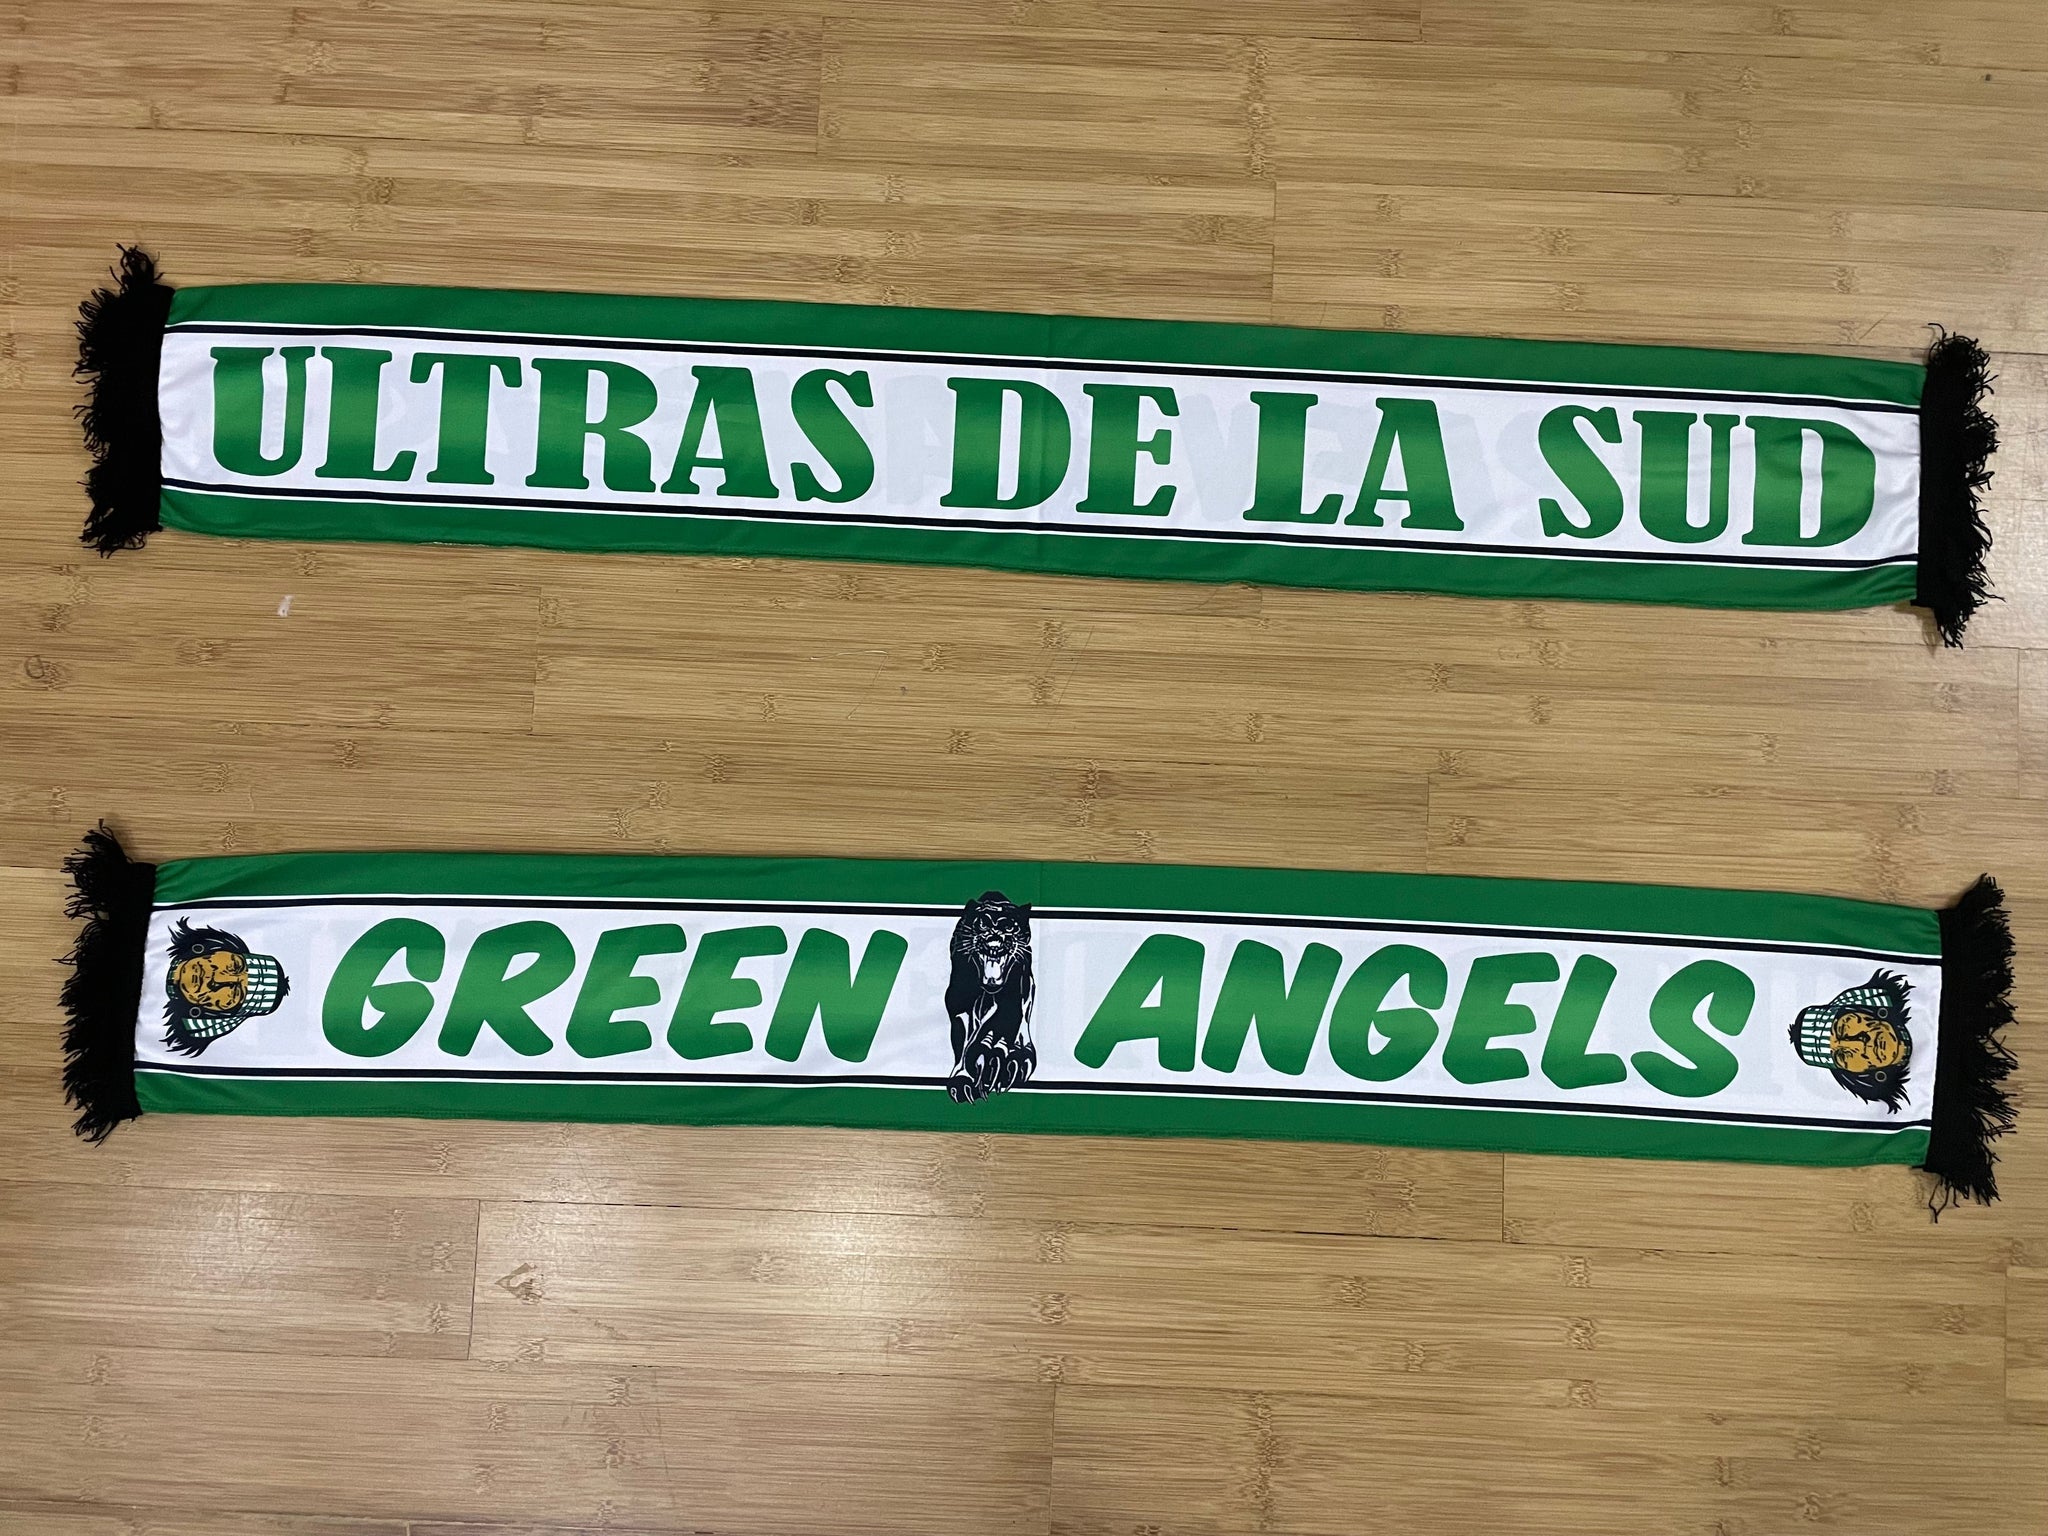 ULTRAS DE LA SUD
GREEN ANGELS